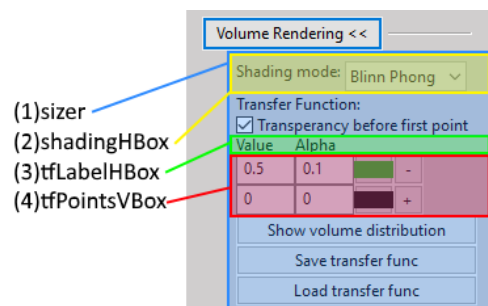 Volume Rendering <<
Shading mode: Blinn Phong
(1)sizer
(2)shadingHBox
(3)tfLabelHBox
(4)tfPointsVBox
Transfer Function:
Transperancy before first point
Value Alpha
0.5 0.1 -
0 0 +
Show volume distribution
Save transfer func
Load transfer func